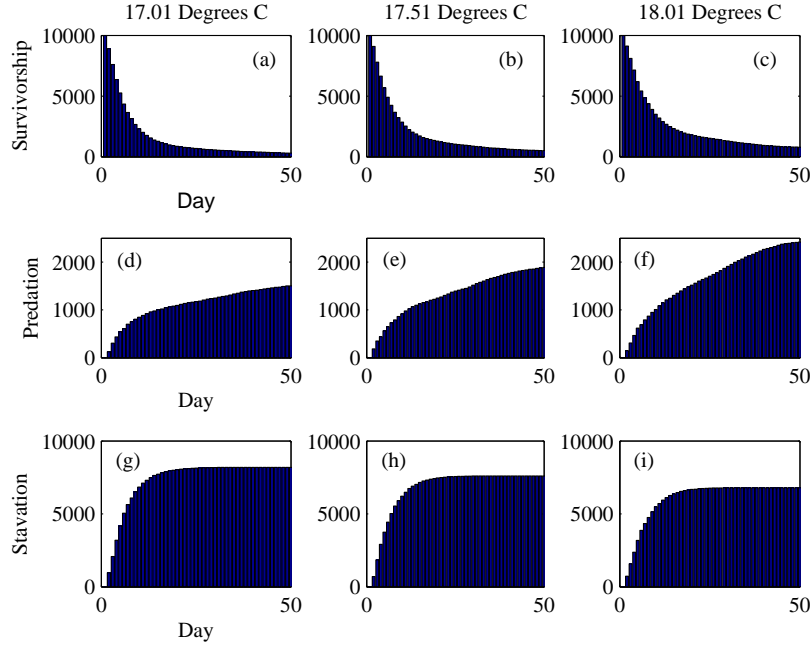 17.01 Degrees C 17.51 Degrees C 18.01 Degrees C
Survivorship
10000 10000 10000
(a) (b) (c)
5000 5000 5000
0 0 0
0 50 0 50 0 50
Day
Predation
(d) (e) (f)
2000 2000 2000
1000 1000 1000
0 0 0
0 50 0 50 0 50
Day
Stavation
10000 10000 10000
(g) (h) (i)
5000 5000 5000
0 0 0
0 50 0 50 0 50
Day